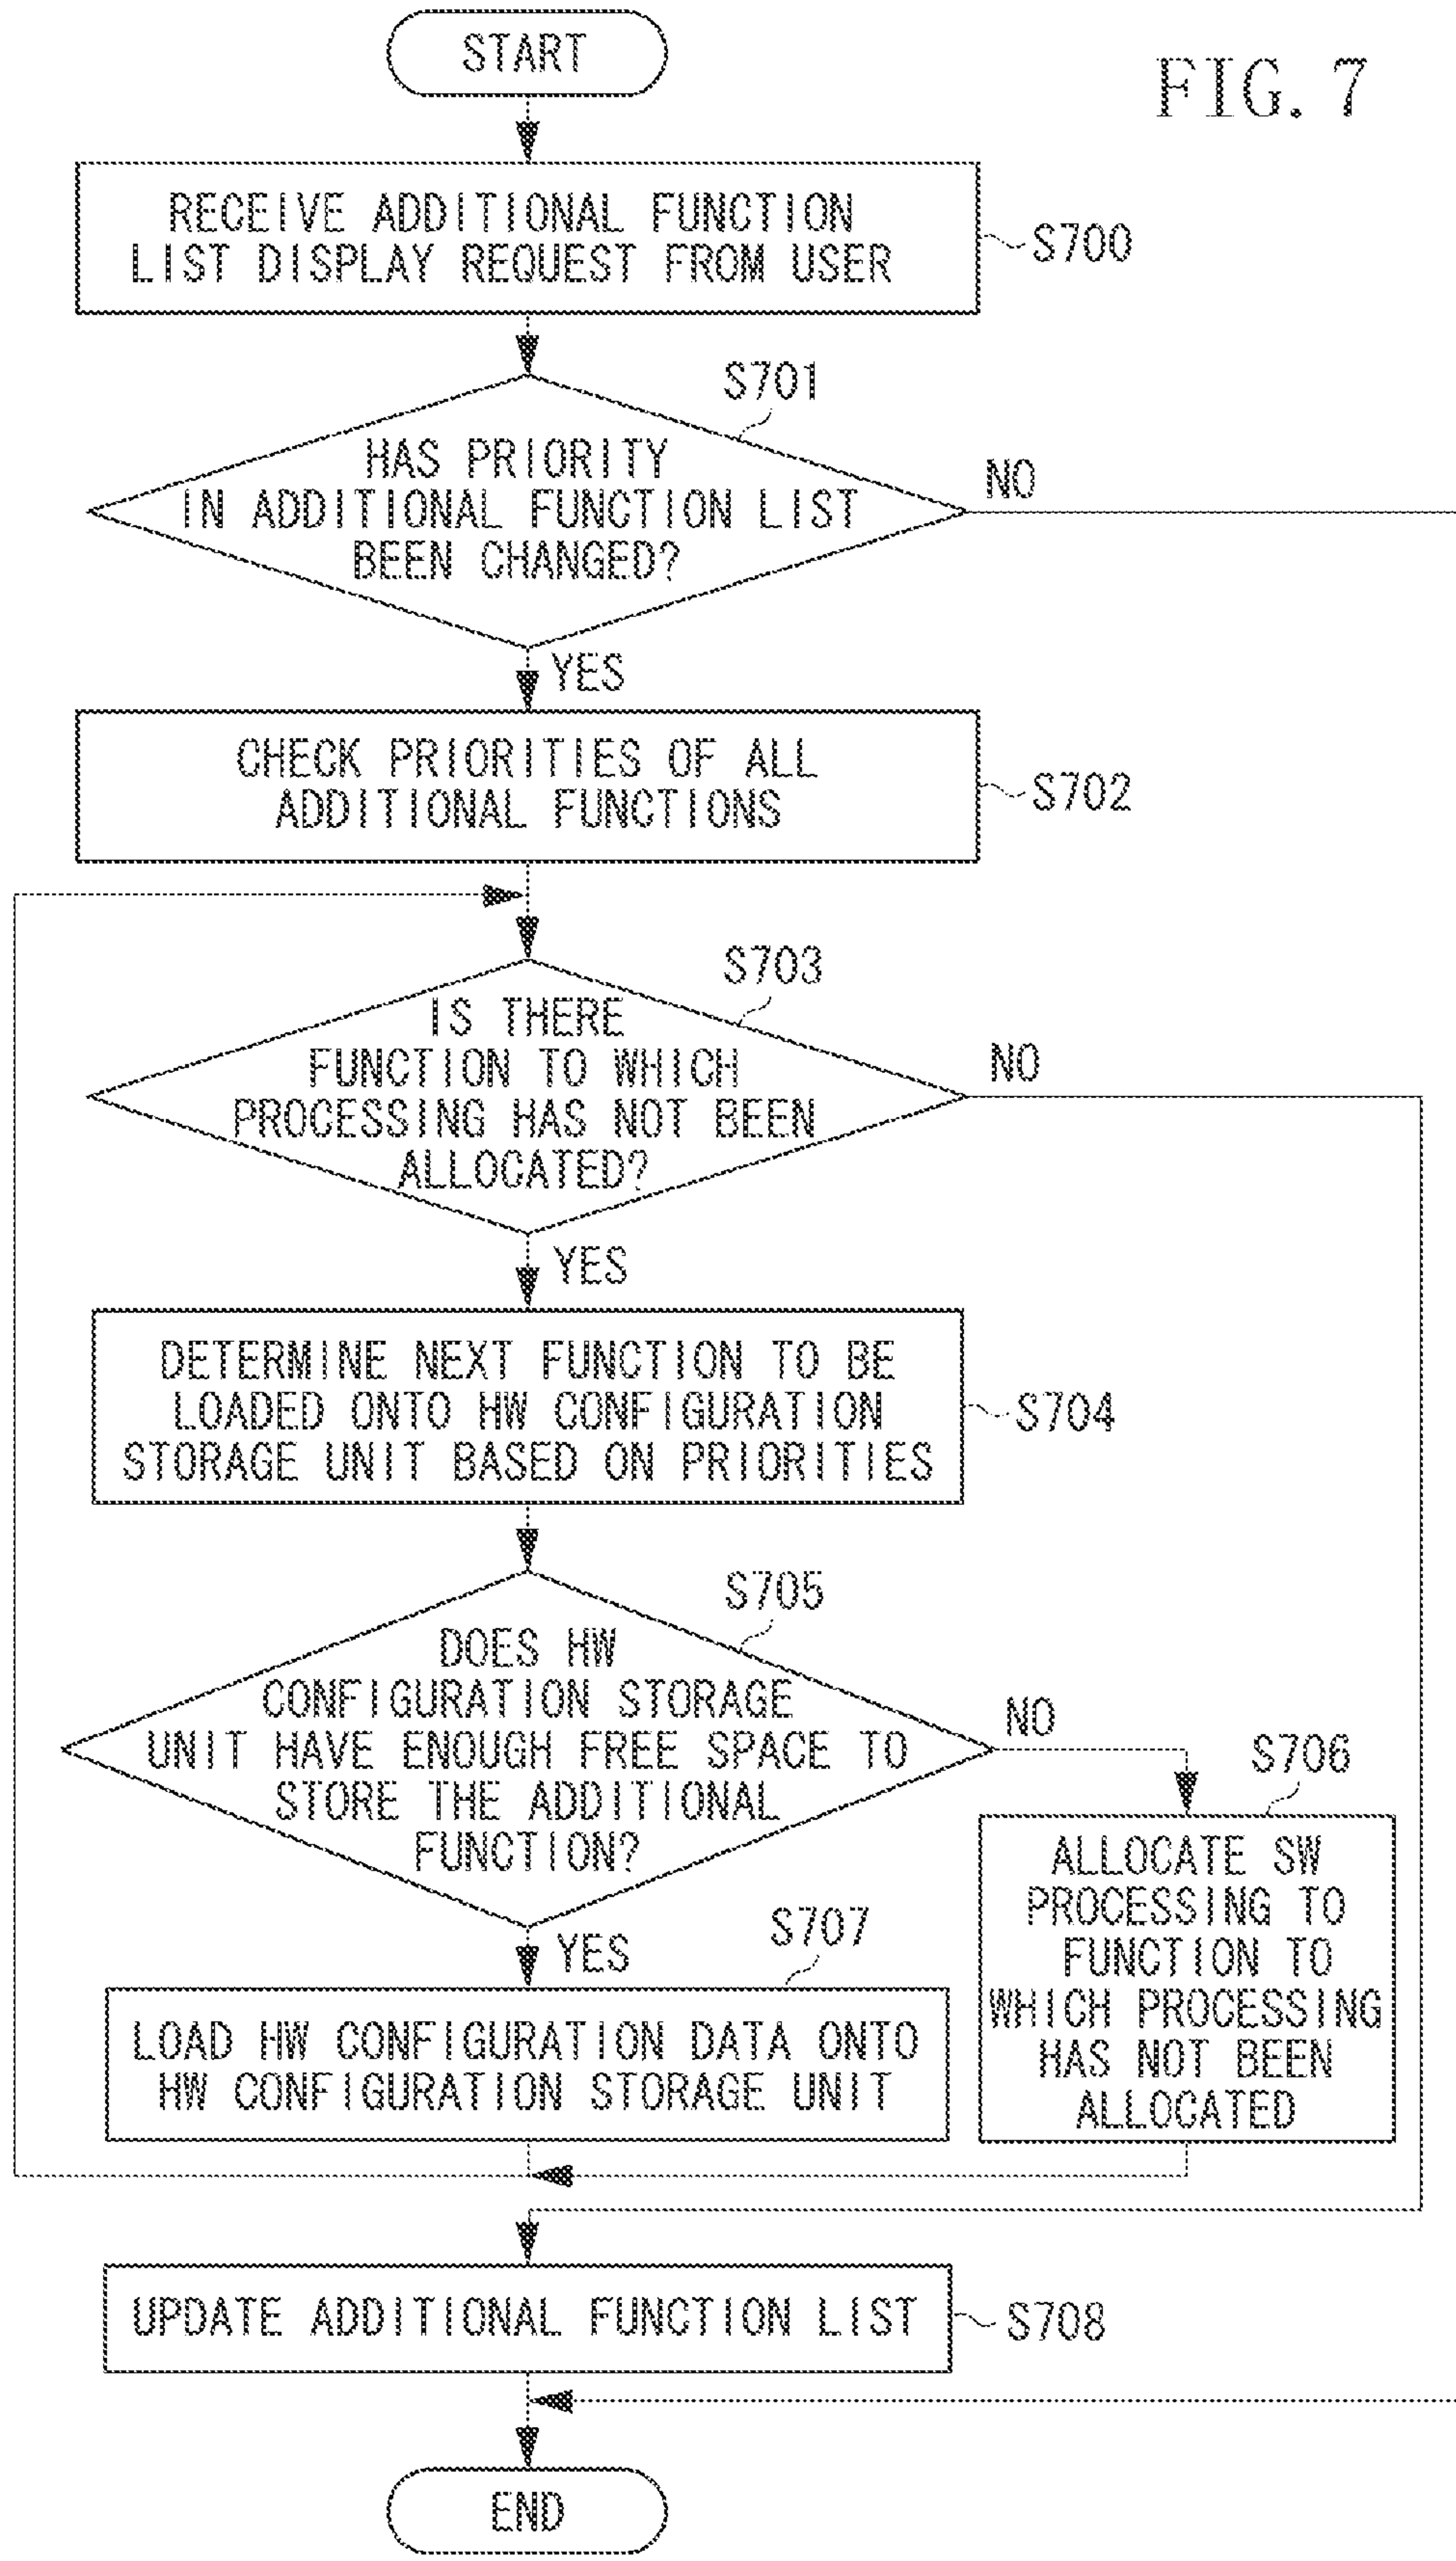 START
FIG. 7
RECEIVE ADDITIONAL FUNCTION
LIST DISPLAY REQUEST FROM USER
S700
S701
HAS PRIORITY
IN ADDITIONAL FUNCTION LIST
BEEN CHANGED?
NO
YES
CHECK PRIORITIES OF ALL
ADDITIONAL FUNCTIONS
S702
S703
IS THERE
FUNCTION TO WHICH
PROCESSING HAS NOT BEEN
ALLOCATED?
NO
YES
DETERMINE NEXT FUNCTION TO BE
LOADED ONTO HW CONFIGURATION
STORAGE UNIT BASED ON PRIORITIES
S704
S705
DOES HW
CONFIGURATION STORAGE
UNIT HAVE ENOUGH FREE SPACE TO
STORE THE ADDITIONAL
FUNCTION?
NO
S706
ALLOCATE SW
PROCESSING TO
FUNCTION TO
WHICH PROCESSING
HAS NOT BEEN
ALLOCATED
YES
S707
LOAD HW CONFIGURATION DATA ONTO
HW CONFIGURATION STORAGE UNIT
UPDATE ADDITIONAL FUNCTION LIST
S708
END